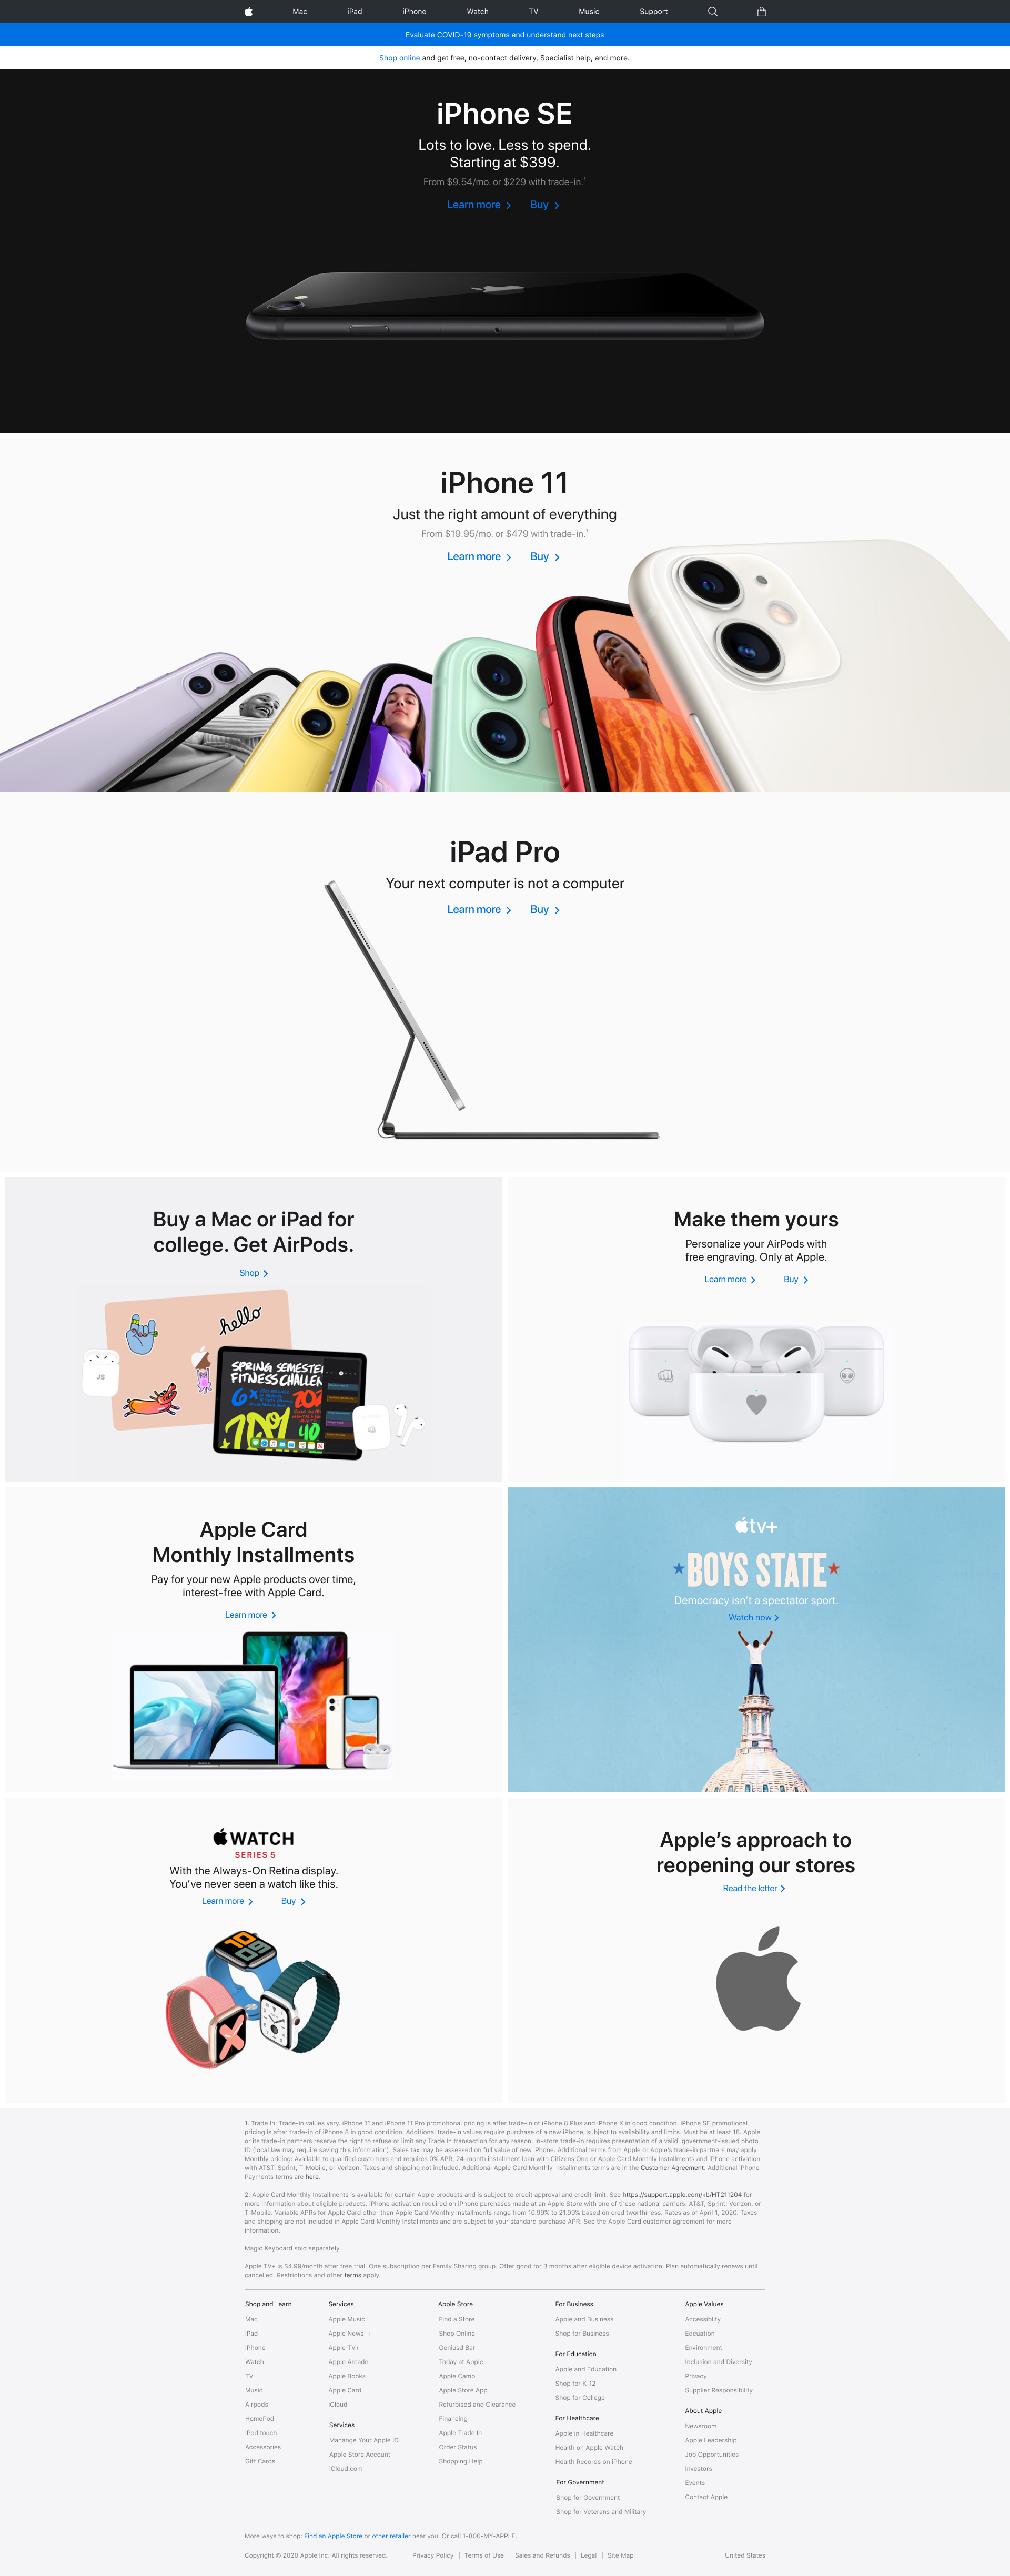 Mac iPad iPhone Watch TV Music Support
Evaluate COVID-19 symptoms and understand next steps
Shop online and get free, no-contact delivery, Specialist help, and more.
iPhone SE
Lots to love. Less to spend.
Starting at $399.
From $9.54/mo. or $229 with trade-in.¹
Learn more Buy
iPhone 11
Just the right amount of everything
From $19.95/mo. or $479 with trade-in.¹
Learn more Buy
iPad Pro
Your next computer is not a computer
Learn more Buy
Buy a Mac or iPad for
college. Get AirPods.
Shop
hello
JS
SPRING SEMESTER
FITNESS CHALLEN
Make them yours
Personalize your AirPods with
free engraving. Only at Apple.
Learn more Buy
Apple Card
Monthly Installments
Pay for your new Apple products over time,
interest-free with Apple Card.
Learn more
tv+
BOYS STATE
Democracy isn't a spectator sport.
Watch now
WATCH
SERIES 5
With the Always-On Retina display.
You've never seen a watch like this.
Learn more Buy
10
09
Apple's approach to
reopening our stores
Read the letter
1. Trade In: Trade-in values vary. iPhone 11 and iPhone 11 Pro promotional pricing is after trade-in of iPhone 8 Plus and iPhone X in good condition. iPhone SE promotional
pricing is after trade-in of iPhone 8 in good condition. Additional trade-in values require purchase of a new iPhone, subject to availability and limits. Must be at least 18. Apple
or its trade-in partners reserve the right to refuse or limit any Trade In transaction for any reason. In-store trade-in requires presentation of a valid, government-issued photo
ID (local law may require saving this information). Sales tax may be assessed on full value of new iPhone. Additional terms from Apple or Apple's trade-in partners may apply.
Monthly pricing: Available to qualified customers and requires 0% APR, 24-month installment loan with Citizens One or Apple Card Monthly Installments and iPhone activation
with AT&T, Sprint, T-Mobile, or Verizon. Taxes and shipping not included. Additional Apple Card Monthly Installments terms are in the Customer Agreement. Additional iPhone
Payments terms are here.
2. Apple Card Monthly Installments is available for certain Apple products and is subject to credit approval and credit limit. See https://support.apple.com/kb/HT211204 for
more information about eligible products. iPhone activation required on iPhone purchases made at an Apple Store with one of these national carriers: AT&T, Sprint, Verizon, or
T-Mobile. Variable APRs for Apple Card other than Apple Card Monthly Installments range from 10.99% to 21.99% based on creditworthiness. Rates as of April 1, 2020. Taxes
and shipping are not included in Apple Card Monthly Installments and are subject to your standard purchase APR. See the Apple Card customer agreement for more
information.
Magic Keyboard sold separately.
Apple TV+ is $4.99/month after free trial. One subscription per Family Sharing group. Offer good for 3 months after eligible device activation. Plan automatically renews until
cancelled. Restrictions and other terms apply.
Shop and Learn
Mac
iPad
iPhone
Watch
TV
Music
Airpods
HomePod
iPod touch
Accessories
Gift Cards
Services
Apple Music
Apple News++
Apple TV+
Apple Arcade
Apple Books
Apple Card
iCloud
Services
Manange Your Apple ID
Apple Store Account
iCloud.com
Apple Store
Find a Store
Shop Online
Geniusd Bar
Today at Apple
Apple Camp
Apple Store App
Refurbised and Clearance
Financing
Apple Trade In
Order Status
Shopping Help
For Business
Apple and Business
Shop for Business
For Education
Apple and Education
Shop for K-12
Shop for College
For Healthcare
Apple in Healthcare
Health on Apple Watch
Health Records on iPhone
For Government
Shop for Government
Shop for Veterans and Military
Apple Values
Accessiblity
Edcuation
Environment
Inclusion and Diversity
Privacy
Supplier Responsibility
About Apple
Newsroom
Apple Leadership
Job Opportunities
Investors
Events
Contact Apple
More ways to shop: Find an Apple Store or other retailer near you. Or call 1-800-MY-APPLE.
Copyright © 2020 Apple Inc. All rights reserved. Privacy Policy | Terms of Use | Sales and Refunds | Legal | Site Map United States